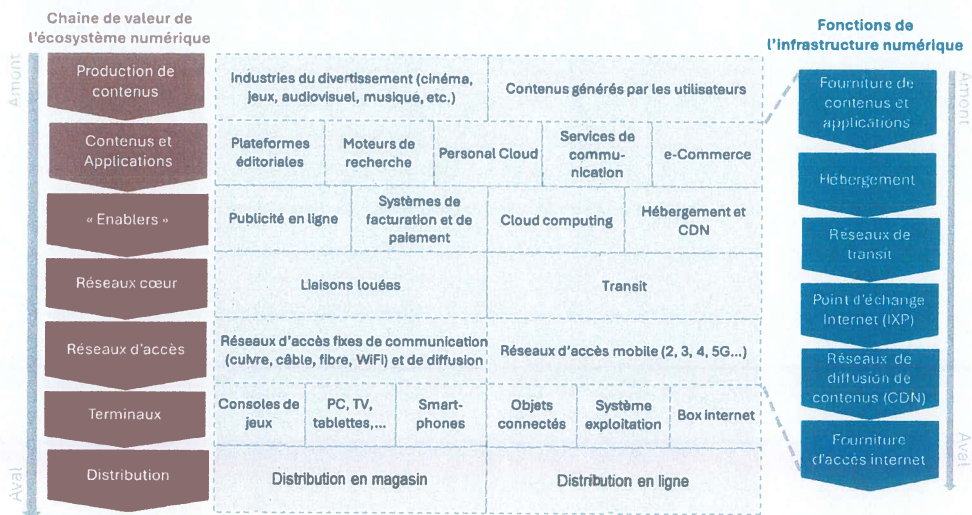 Chaine de valeur de
l'écosystème numérique
Fonctions de
l'infrastructure numérique
Amont
Aval
Production de
contenus
Industries du divertissement (cinéma,
jeux, audiovisuel, musique, etc.)
Contenus générés par les utilisateurs
Contenus et
Applications
Plateformes
éditoriales
Moteurs de
recherche
Personal Cloud
Services de
commu-
nication
e-Commerce
« Enablers »
Publicité en ligne
Systèmes de
facturation et de
paiement
Cloud computing
Hébergement et
CDN
Réseaux cœur
Liaisons louées
Transit
Réseaux d'accès
Réseaux d'accès fixes de communication
(cuivre, câble, fibre, WiFi) et de diffusion
Réseaux d'accès mobile (2, 3, 4, 5G...)
Terminaux
Consoles de
jeux
PC, TV,
tablettes,...
Smart-
phones
Objets
connectés
Système
exploitation
Box internet
Distribution
Distribution en magasin
Distribution en ligne
Fourniture de
contenus et
applications
Hébergement
Réseaux de
transit
Point d'échange
Internet (IXP)
Réseaux de
diffusion de
contenus (CDN)
Fourniture
d'accès internet
Amont
Aval